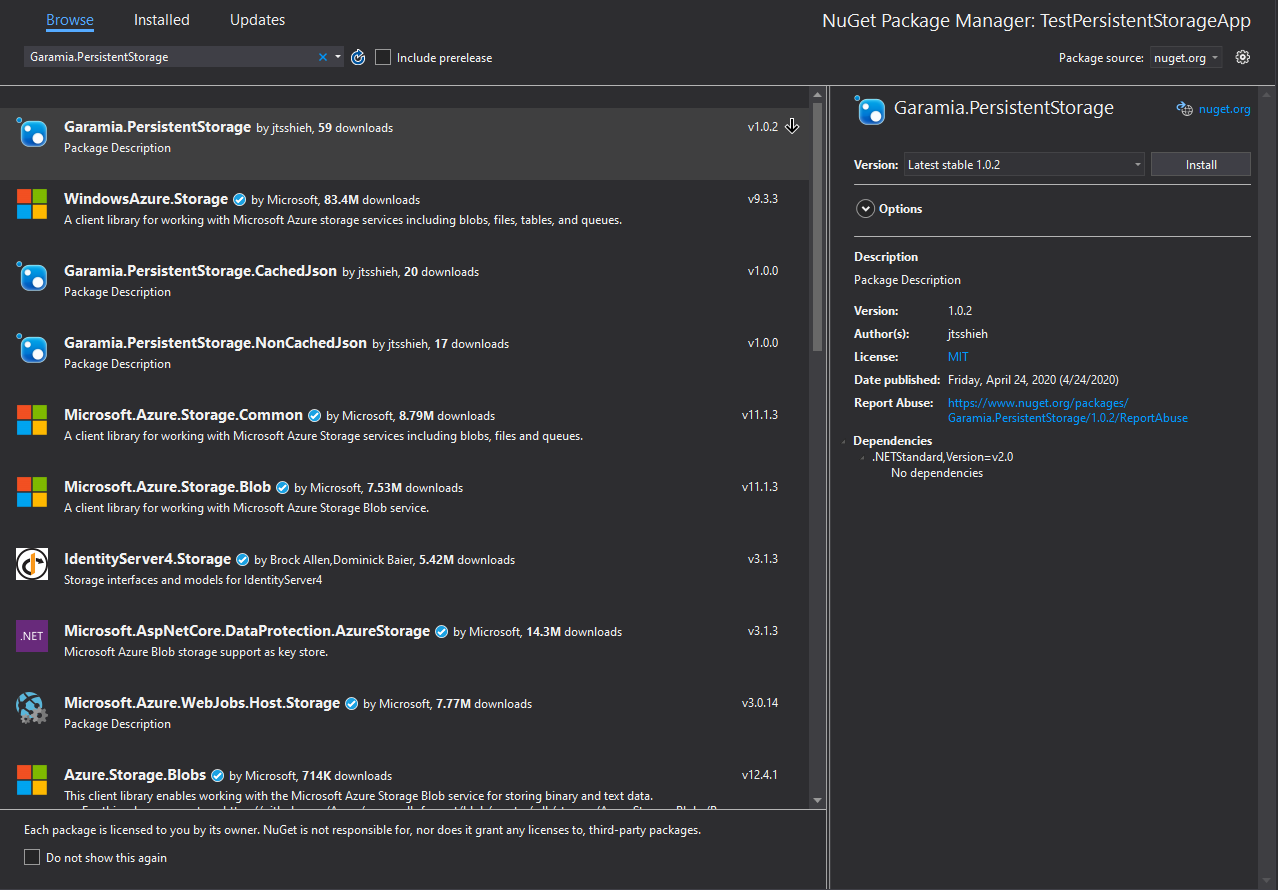 Browse Installed Updates
NuGet Package Manager: TestPersistentStorageApp
Garamia.PersistentStorage
Include prerelease
Package source: nuget.org
Garamia.PersistentStorage by jtsshieh, 59 downloads v1.0.2
Package Description
WindowsAzure.Storage by Microsoft, 83.4M downloads v9.3.3
A client library for working with Microsoft Azure storage services including blobs, files, tables, and queues.
Garamia.PersistentStorage.CachedJson by jtsshieh, 20 downloads v1.0.0
Package Description
Garamia.PersistentStorage.NonCachedJson by jtsshieh, 17 downloads v1.0.0
Package Description
Microsoft.Azure.Storage.Common by Microsoft, 8.79M downloads v11.1.3
A client library for working with Microsoft Azure Storage services including blobs, files and queues.
Microsoft.Azure.Storage.Blob by Microsoft, 7.53M downloads v11.1.3
A client library for working with Microsoft Azure Storage Blob service.
IdentityServer4.Storage by Brock Allen,Dominick Baier, 5.42M downloads v3.1.3
Storage interfaces and models for IdentityServer4
.NET
Microsoft.AspNetCore.DataProtection.AzureStorage by Microsoft, 14.3M downloads v3.1.3
Microsoft Azure Blob storage support as key store.
Microsoft.Azure.WebJobs.Host.Storage by Microsoft, 7.77M downloads v3.0.14
Package Description
Azure.Storage.Blobs by Microsoft, 714K downloads v12.4.1
This client library enables working with the Microsoft Azure Storage Blob service for storing binary and text data.
Each package is licensed to you by its owner. NuGet is not responsible for, nor does it grant any licenses to, third-party packages.
Do not show this again
Garamia.PersistentStorage
nuget.org
Version: Latest stable 1.0.2 Install
Options
Description
Package Description
Version: 1.0.2
Author(s): jtsshieh
License: MIT
Date published: Friday, April 24, 2020 (4/24/2020)
Report Abuse: https://www.nuget.org/packages/
Garamia.PersistentStorage/1.0.2/ReportAbuse
Dependencies
.NETStandard,Version=v2.0
No dependencies